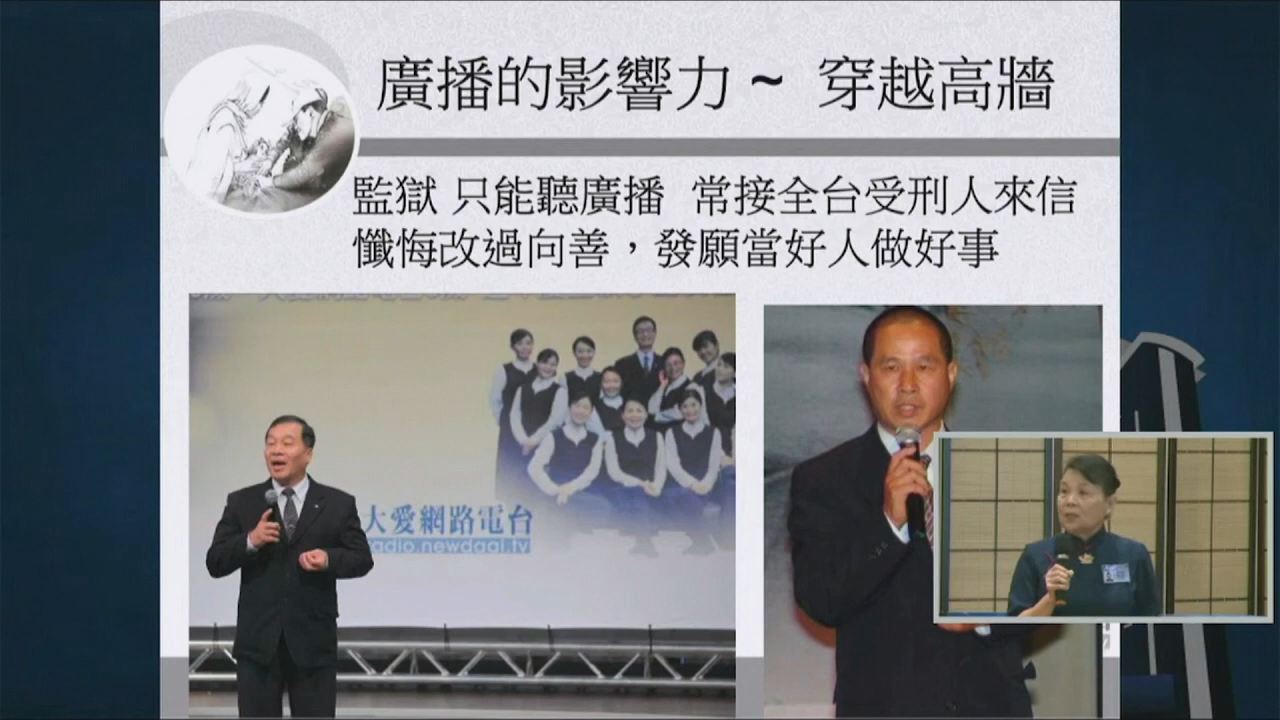 廣播的影響力 ~ 穿越高牆
監獄 只能聽廣播 常接全台受刑人來信
懺悔改過向善，發願當好人做好事
大愛網路電台
radio.newdaai.tv